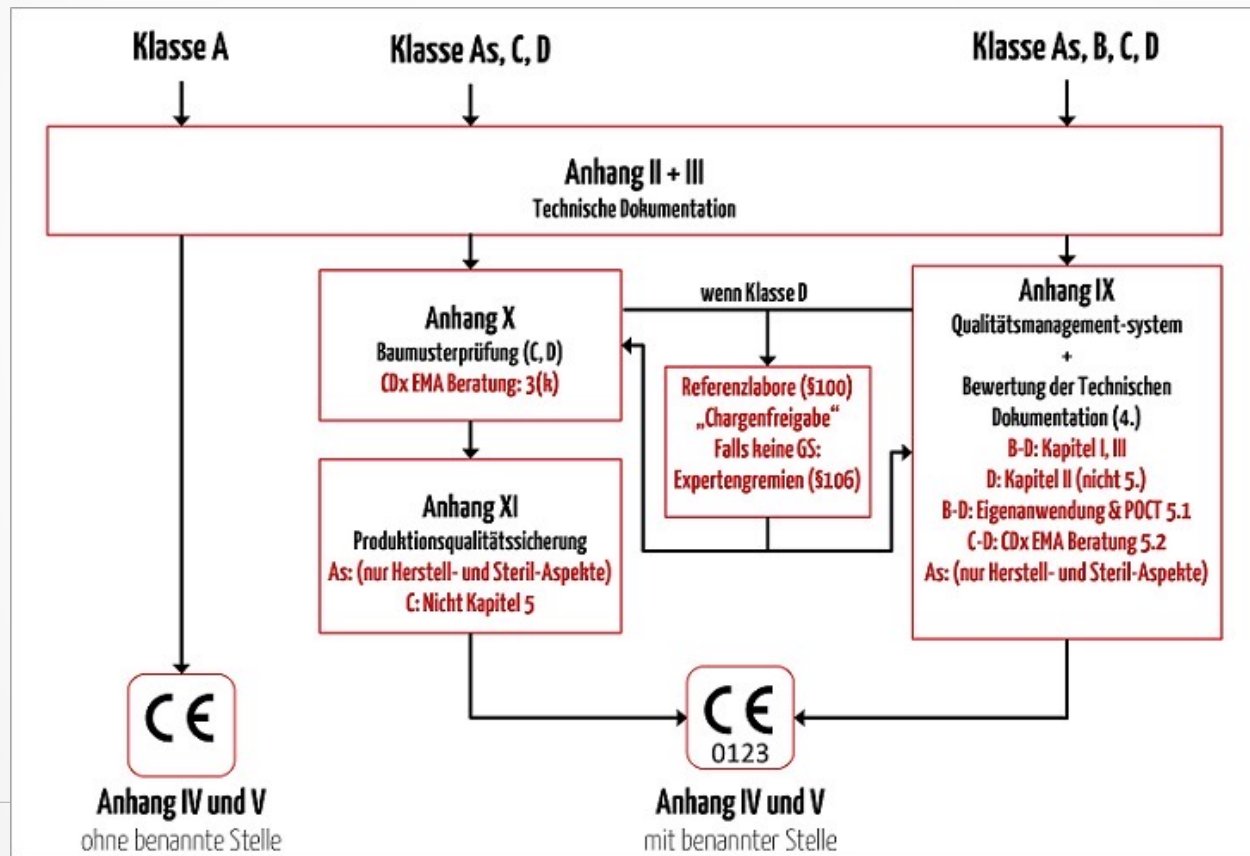 Klasse A
Klasse As, C, D
Klasse As, B, C, D
Anhang II + III
Technische Dokumentation
Anhang X
Baumusterprüfung (C, D)
CDx EMA Beratung: 3(k)
wenn Klasse D
Referenzlabore (§100)
„Chargenfreigabe“
Falls keine GS:
Expertengremien (§106)
Anhang IX
Qualitätsmanagement-system
+
Bewertung der Technischen
Dokumentation (4.)
B-D: Kapitel I, III
D: Kapitel II (nicht 5.)
B-D: Eigenanwendung & POCT 5.1
C-D: CDx EMA Beratung 5.2
As: (nur Herstell- und Steril-Aspekte)
Anhang XI
Produktionsqualitätssicherung
As: (nur Herstell- und Steril-Aspekte)
C: Nicht Kapitel 5
CE
Anhang IV und V
ohne benannte Stelle
CE
0123
Anhang IV und V
mit benannter Stelle